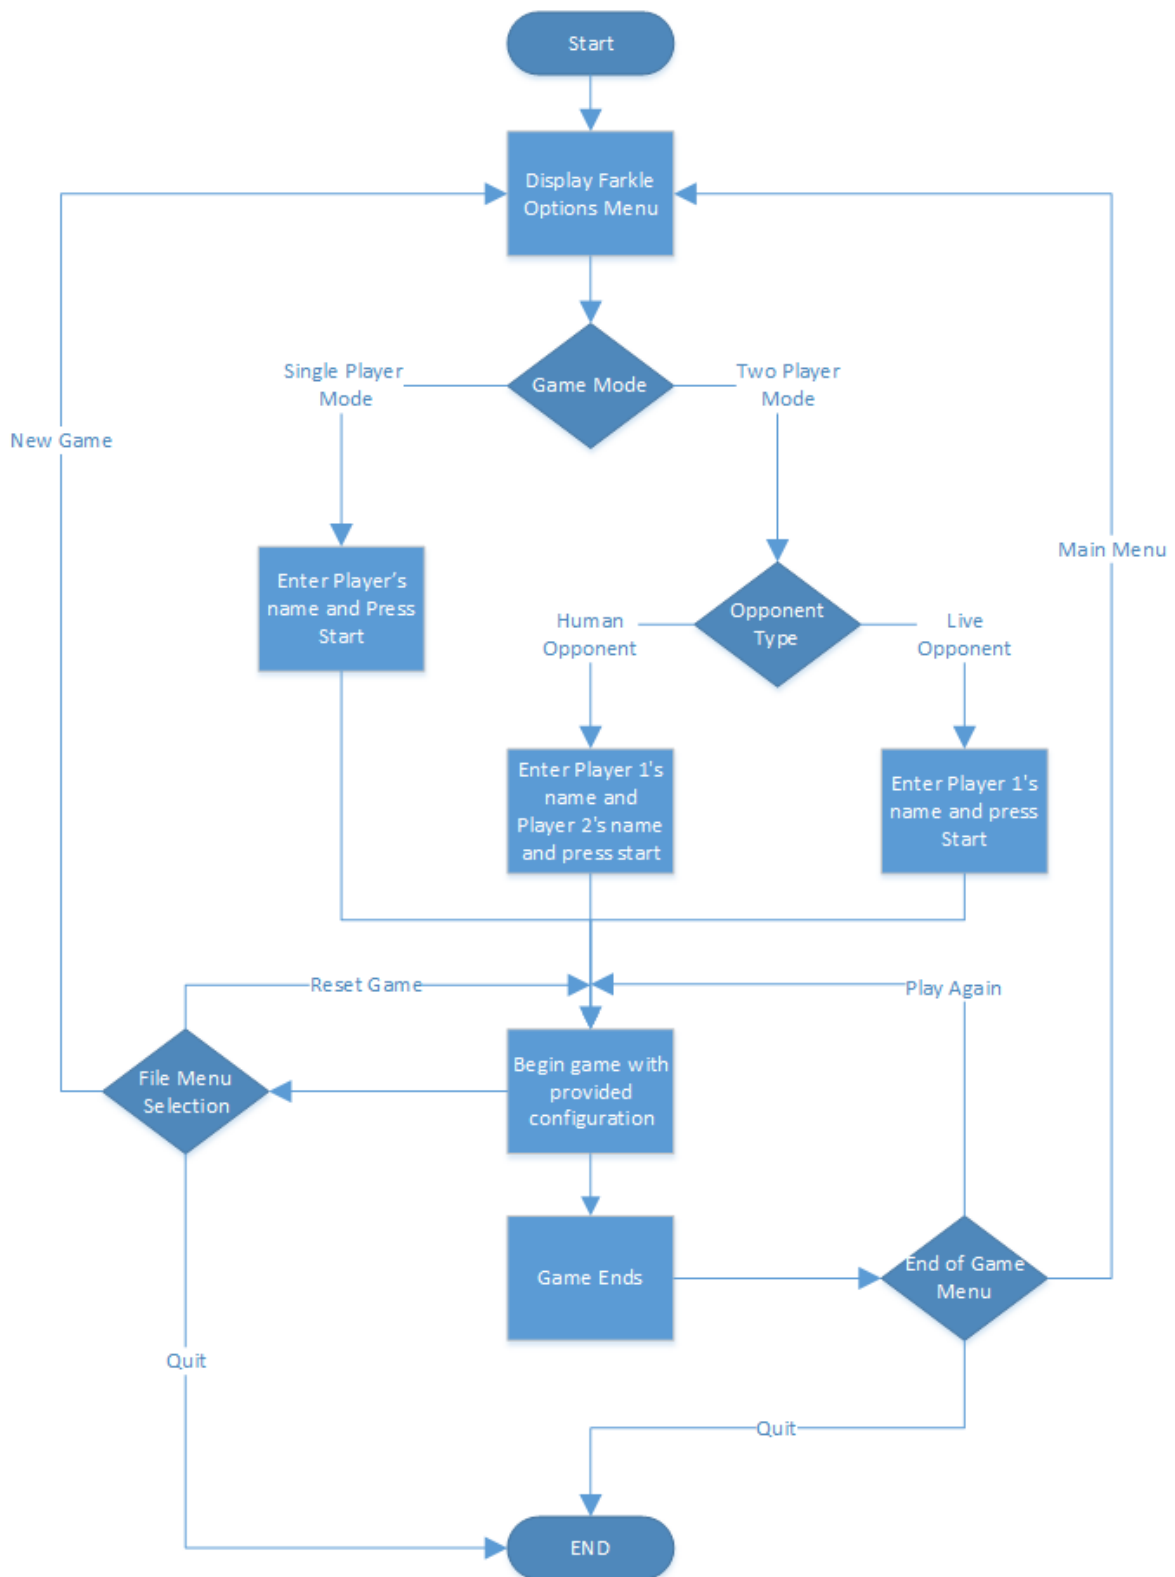 Start
Display Farkle
Options Menu
Single Player
Mode
Game Mode
Two Player
Mode
New Game
Main Menu
Enter Player’s
name and Press
Start
Human
Opponent
Opponent
Type
Live
Opponent
Enter Player 1's
name and
Player 2's name
and press start
Enter Player 1's
name and press
Start
Reset Game
Play Again
File Menu
Selection
Begin game with
provided
configuration
Game Ends
End of Game
Menu
Quit
Quit
END